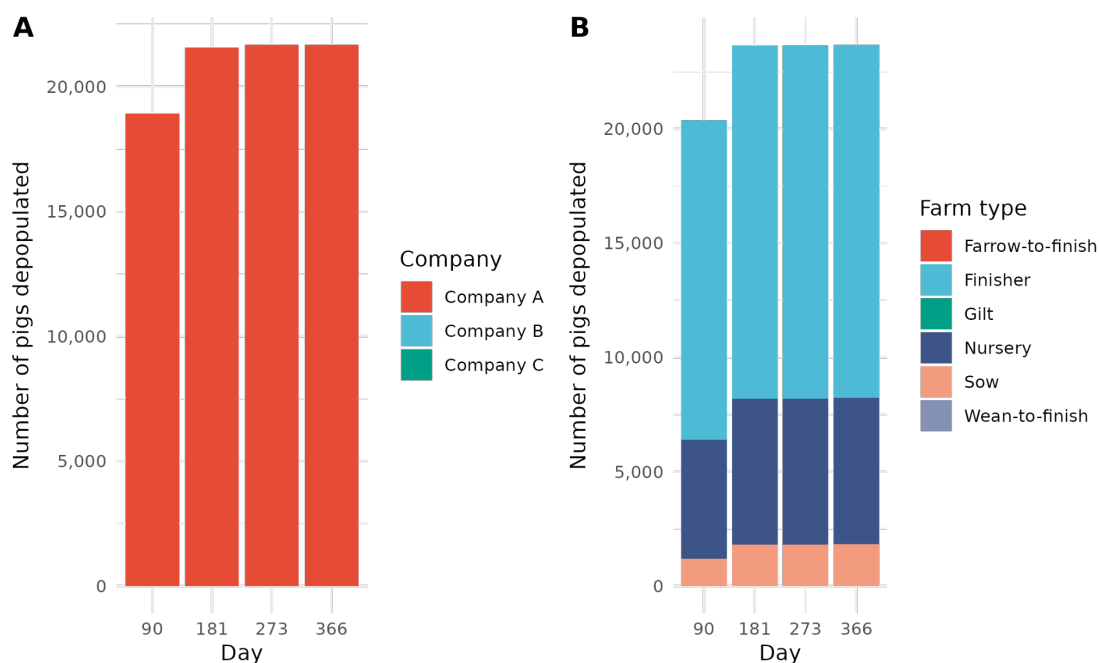 A
Number of pigs depopulated
20,000
15,000
10,000
5,000
0
90 181 273 366
Day
Company
Company A
Company B
Company C
B
Number of pigs depopulated
20,000
15,000
10,000
5,000
0
90 181 273 366
Day
Farm type
Farrow-to-finish
Finisher
Gilt
Nursery
Sow
Wean-to-finish